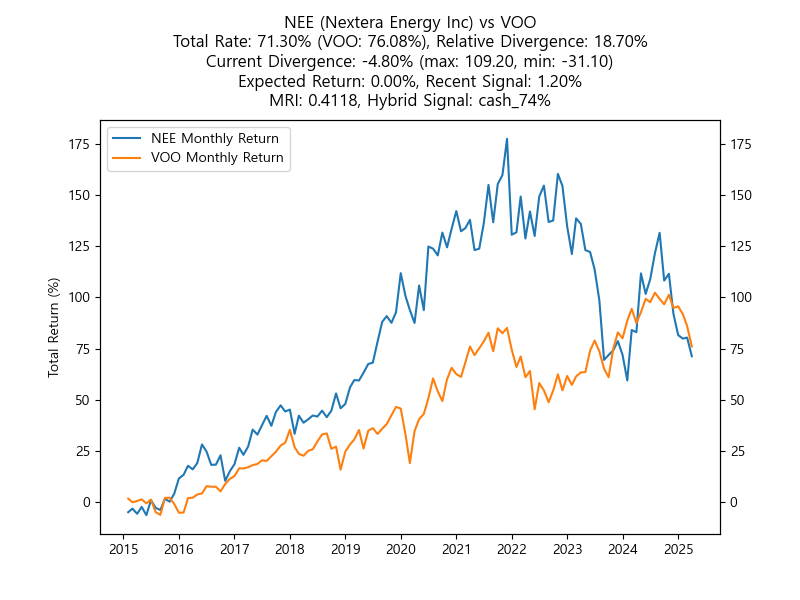 NEE (Nextera Energy Inc) vs VOO
Total Rate: 71.30% (VOO: 76.08%), Relative Divergence: 18.70%
Current Divergence: -4.80% (max: 109.20, min: -31.10)
Expected Return: 0.00%, Recent Signal: 1.20%
MRI: 0.4118, Hybrid Signal: cash_74%
NEE Monthly Return
VOO Monthly Return
Total Return (%)
175
150
125
100
75
50
25
0
175
150
125
100
75
50
25
0
2015 2016 2017 2018 2019 2020 2021 2022 2023 2024 2025